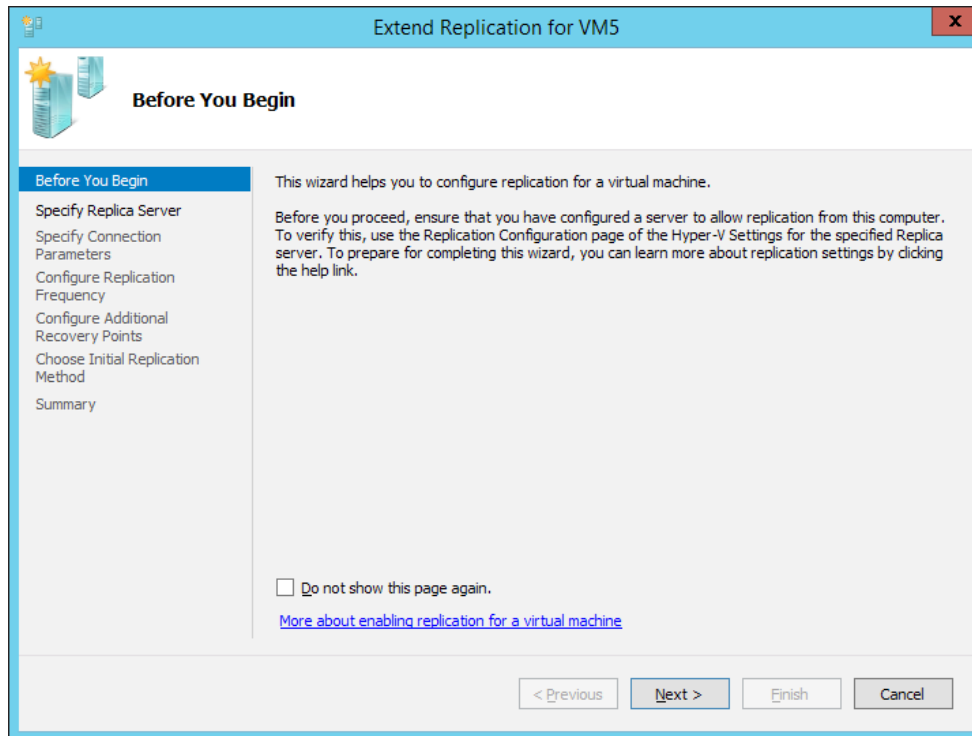 Extend Replication for VM5
x
Before You Begin
Before You Begin
Specify Replica Server
Specify Connection
Parameters
Configure Replication
Frequency
Configure Additional
Recovery Points
Choose Initial Replication
Method
Summary
This wizard helps you to configure replication for a virtual machine.
Before you proceed, ensure that you have configured a server to allow replication from this computer.
To verify this, use the Replication Configuration page of the Hyper-V Settings for the specified Replica
server. To prepare for completing this wizard, you can learn more about replication settings by clicking
the help link.
Do not show this page again.
More about enabling replication for a virtual machine
< Previous
Next >
Finish
Cancel